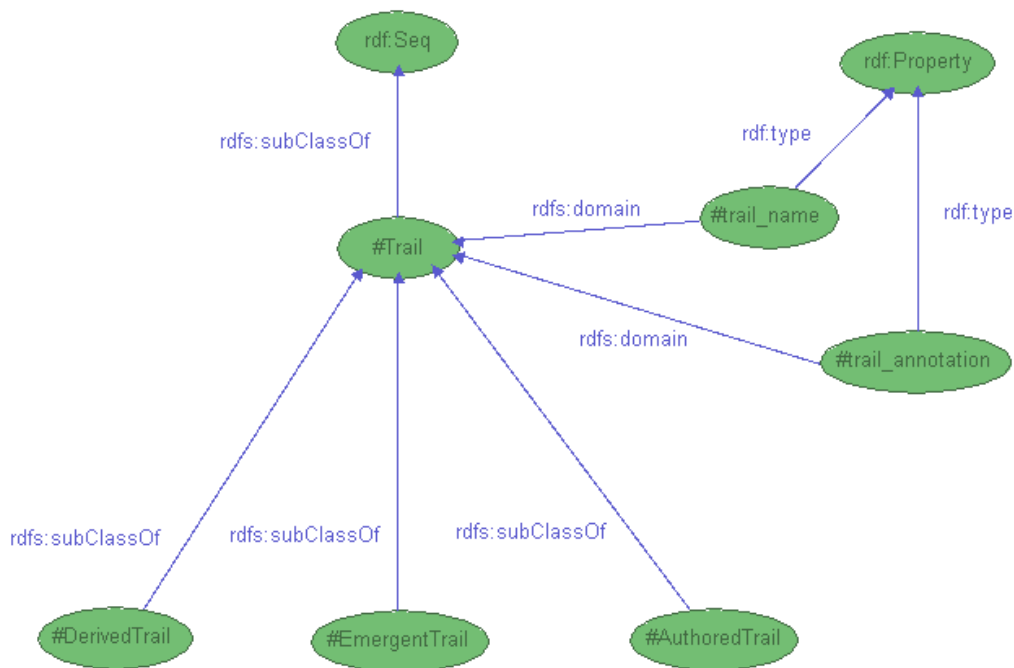 rdf:Seq
rdf:Property
rdfs:subClassOf
rdf:type
rdfs:domain
#trail_name
rdf:type
#Trail
rdfs:domain
#trail_annotation
rdfs:subClassOf
rdfs:subClassOf
rdfs:subClassOf
#DerivedTrail
#EmergentTrail
#AuthoredTrail